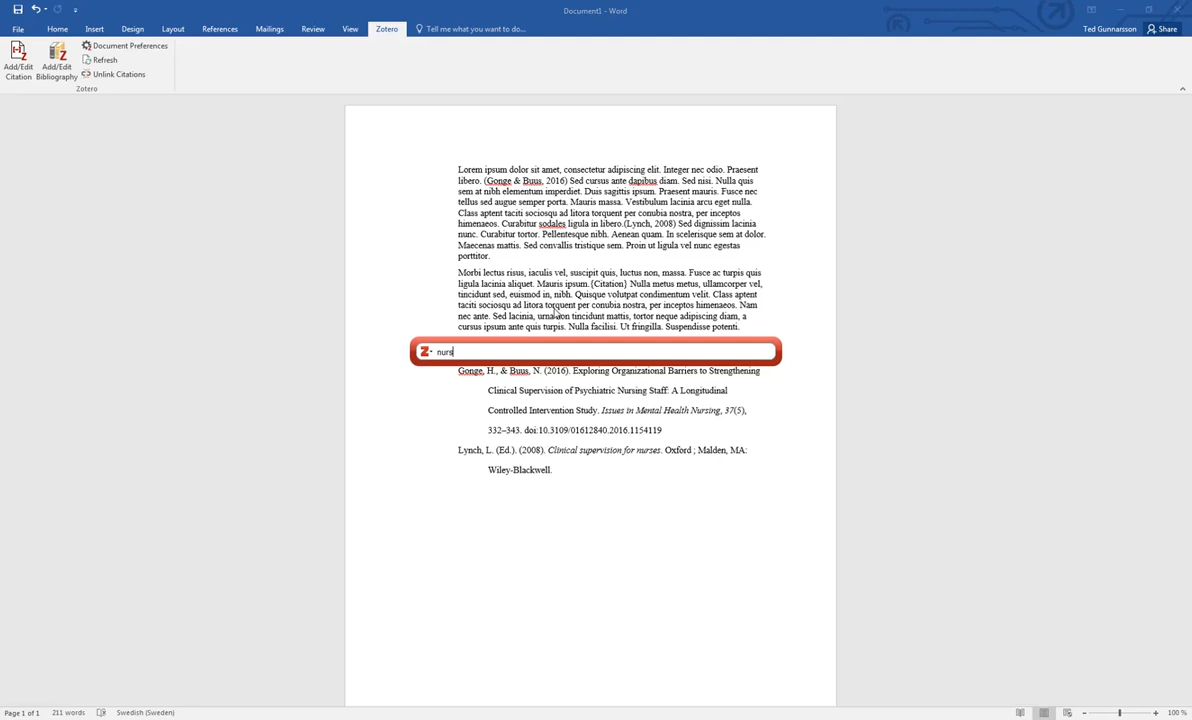 Document1 - Word
Ted Gunnarsson
Share
File
Home
Insert
Design
Layout
References
Mailings
Review
View
Zotero
Tell me what you want to do...
Add/Edit
Citation
Add/Edit
Bibliography
Document Preferences
Refresh
Unlink Citations
Zotero
Lorem ipsum dolor sit amet, consectetur adipiscing elit. Integer nec odio. Praesent
libero. (Gonge & Buus, 2016) Sed cursus ante dapibus diam. Sed nisi. Nulla quis
sem at nibh elementum imperdiet. Duis sagittis ipsum. Praesent mauris. Fusce nec
tellus sed augue semper porta. Mauris massa. Vestibulum lacinia arcu eget nulla.
Class aptent taciti sociosqu ad litora torquent per conubia nostra, per inceptos
himenaeos. Curabitur sodales ligula in libero.(Lynch, 2008) Sed dignissim lacinia
nunc. Curabitur tortor. Pellentesque nibh. Aenean quam. In scelerisque sem at dolor.
Maecenas mattis. Sed convallis tristique sem. Proin ut ligula vel nunc egestas
porttitor.
Morbi lectus risus, iaculis vel, suscipit quis, luctus non, massa. Fusce ac turpis quis
ligula lacinia aliquet. Mauris ipsum.{Citation} Nulla metus metus, ullamcorper vel,
tincidunt sed, euismod in, nibh. Quisque volutpat condimentum velit. Class aptent
taciti sociosqu ad litora torquent per conubia nostra, per inceptos himenaeos. Nam
nec ante. Sed lacinia, urna non tincidunt mattis, tortor neque adipiscing diam, a
cursus ipsum ante quis turpis. Nulla facilisi. Ut fringilla. Suspendisse potenti.
Z nurs
Gonge, H., & Buus, N. (2016). Exploring Organizational Barriers to Strengthening
Clinical Supervision of Psychiatric Nursing Staff: A Longitudinal
Controlled Intervention Study. Issues in Mental Health Nursing, 37(5),
332–343. doi:10.3109/01612840.2016.1154119
Lynch, L. (Ed.). (2008). Clinical supervision for nurses. Oxford ; Malden, MA:
Wiley-Blackwell.
Page 1 of 1
211 words
Swedish (Sweden)
100 %